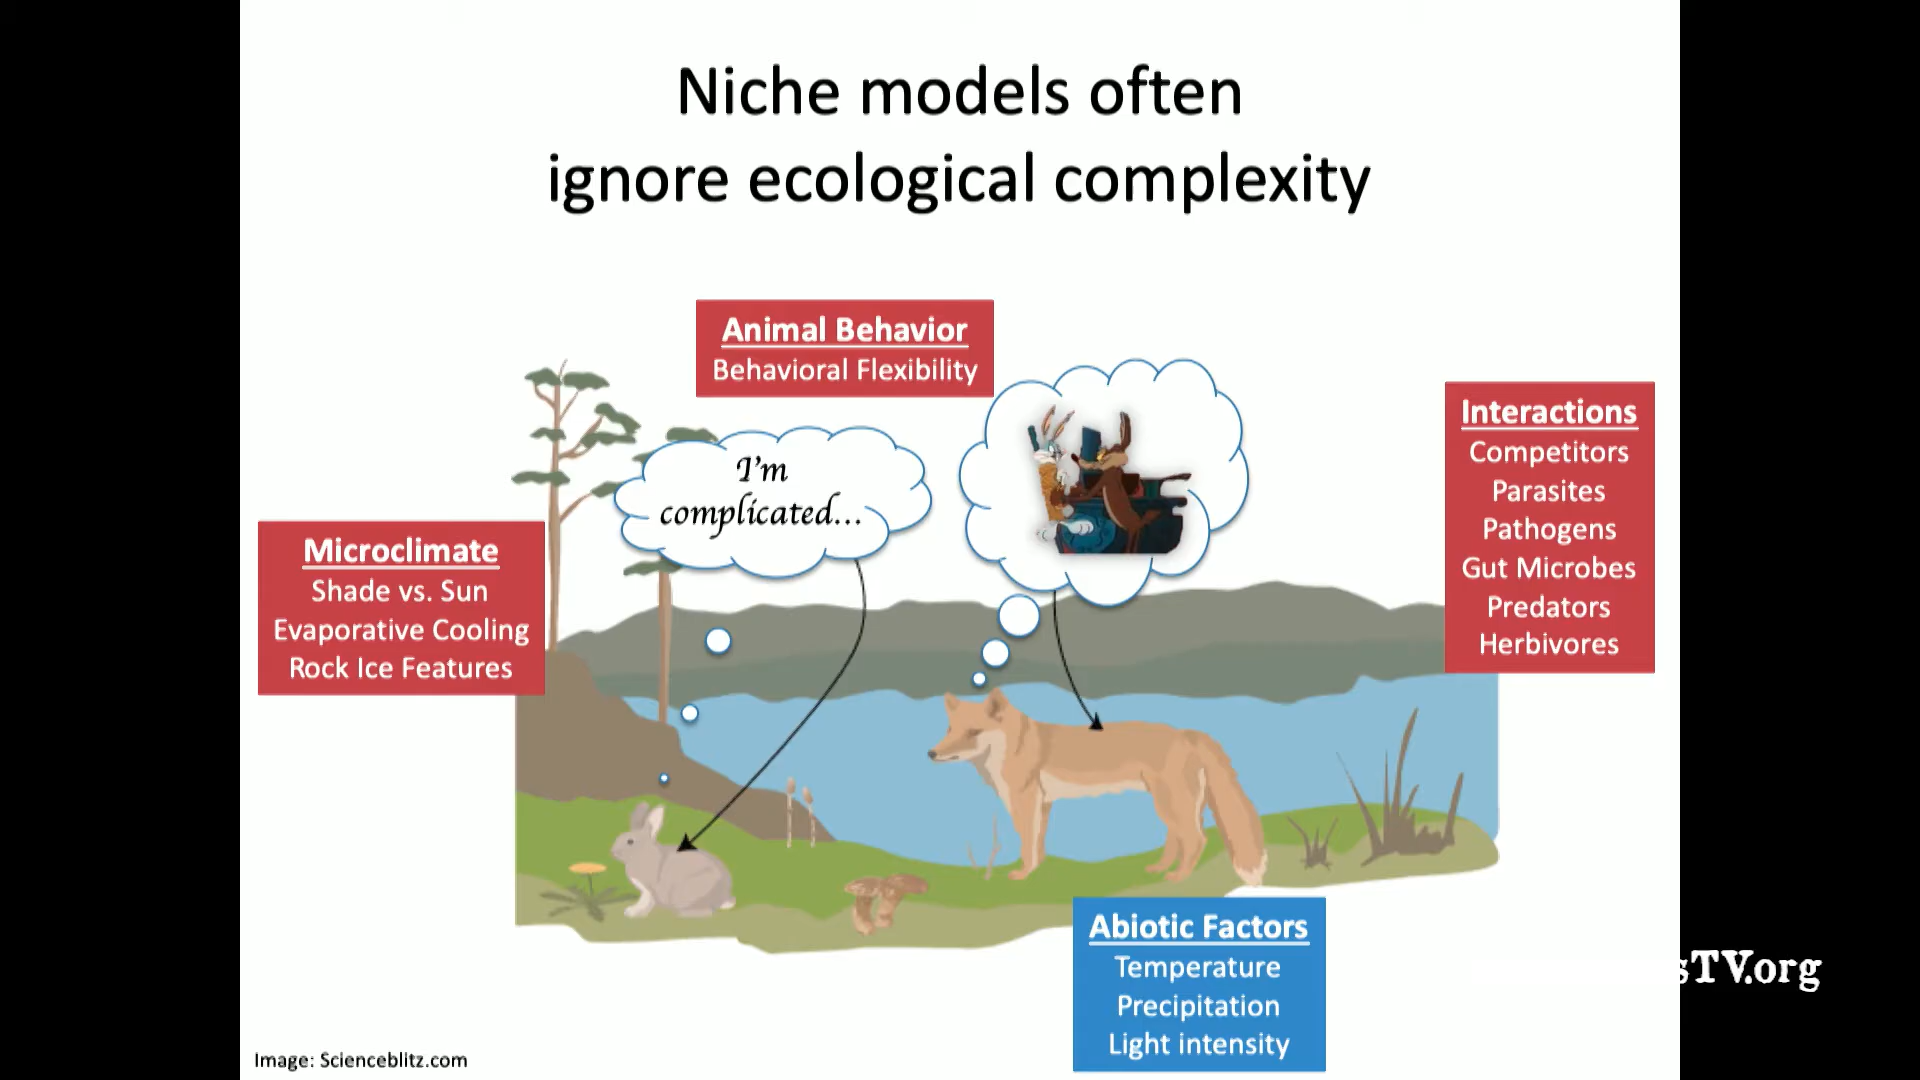 Niche models often
ignore ecological complexity
Animal Behavior
Behavioral Flexibility
I'm
complicated...
Interactions
Competitors
Parasites
Pathogens
Gut Microbes
Predators
Herbivores
Microclimate
Shade vs. Sun
Evaporative Cooling
Rock Ice Features
Abiotic Factors
Temperature
Precipitation
Light intensity
sTV.org
Image: Scienceblitz.com